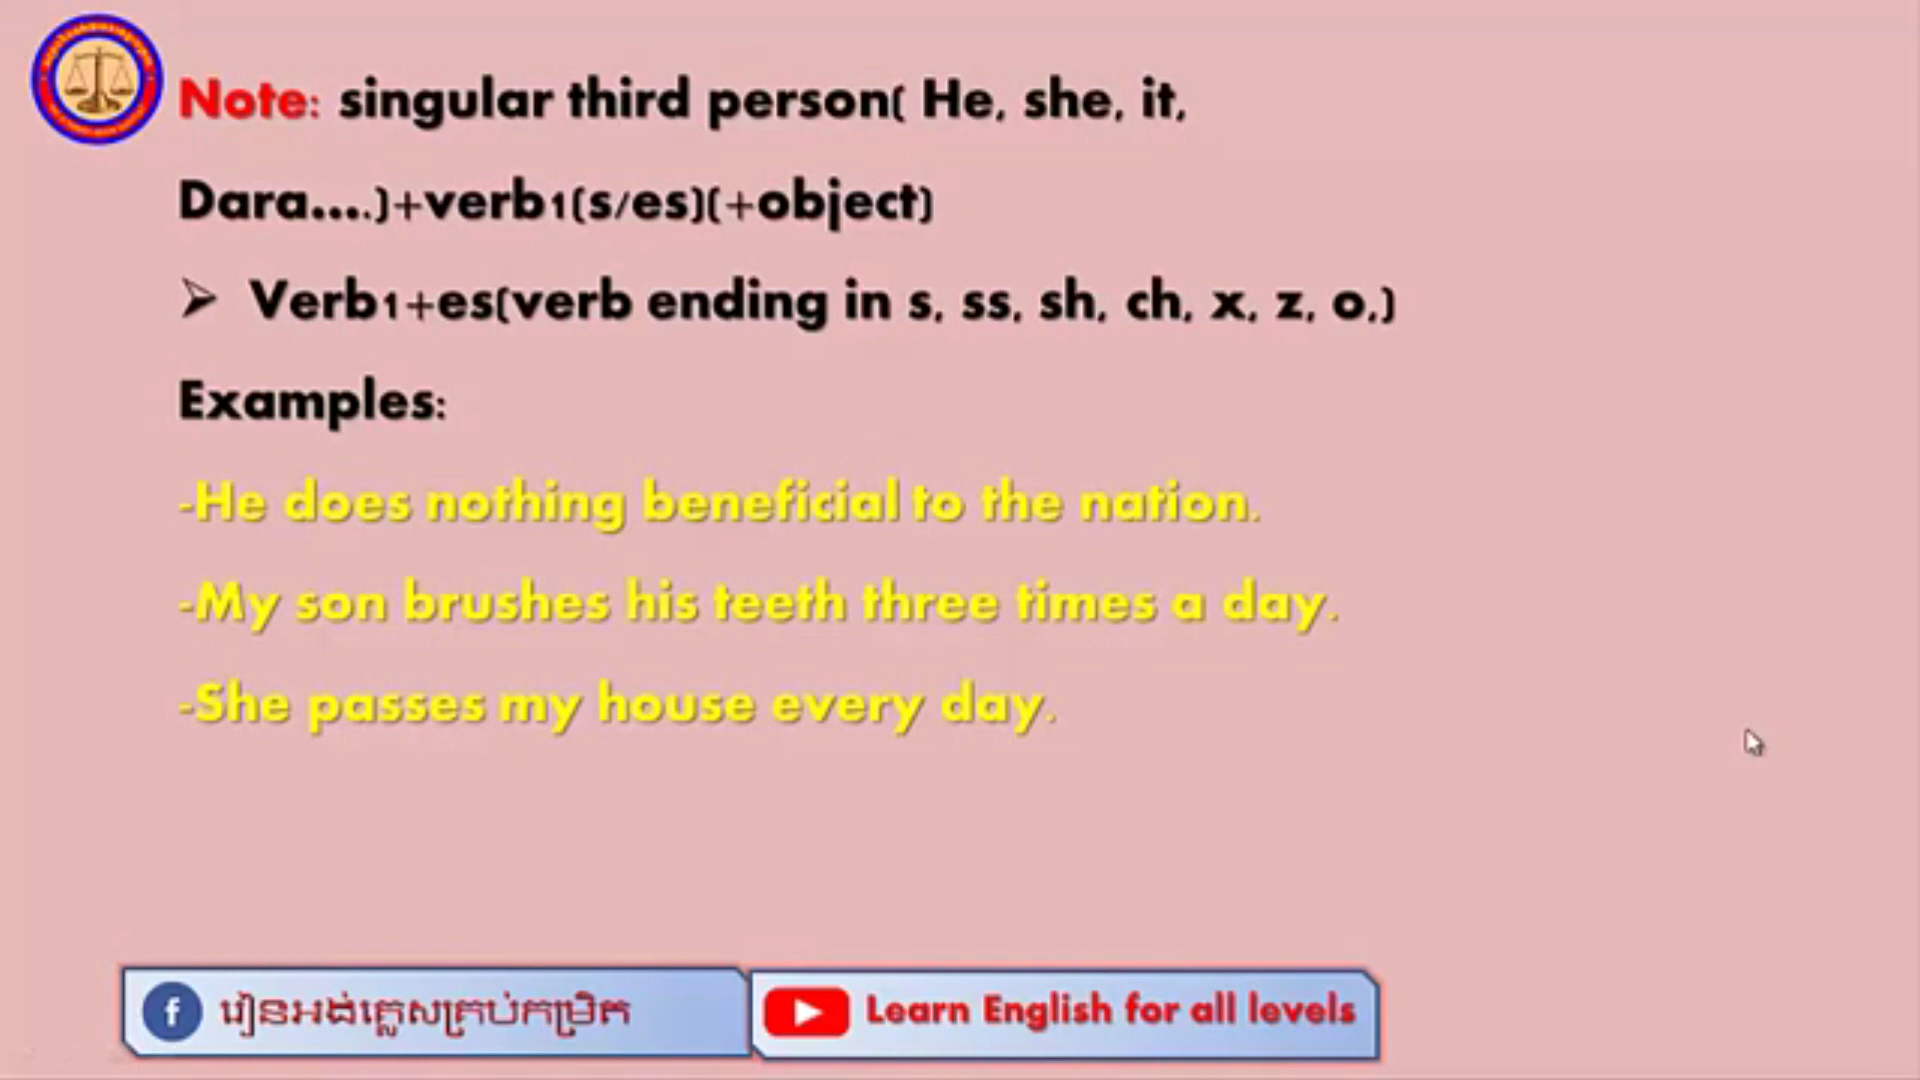 Note: singular third person( He, she, it,
Dara....)+verb1(s/es)(+object)
➢ Verb1+es(verb ending in s, ss, sh, ch, x, z, o,)
Examples:
-He does nothing beneficial to the nation.
-My son brushes his teeth three times a day.
-She passes my house every day.
រៀនអង់គ្លេសគ្រប់កម្រិត
Learn English for all levels